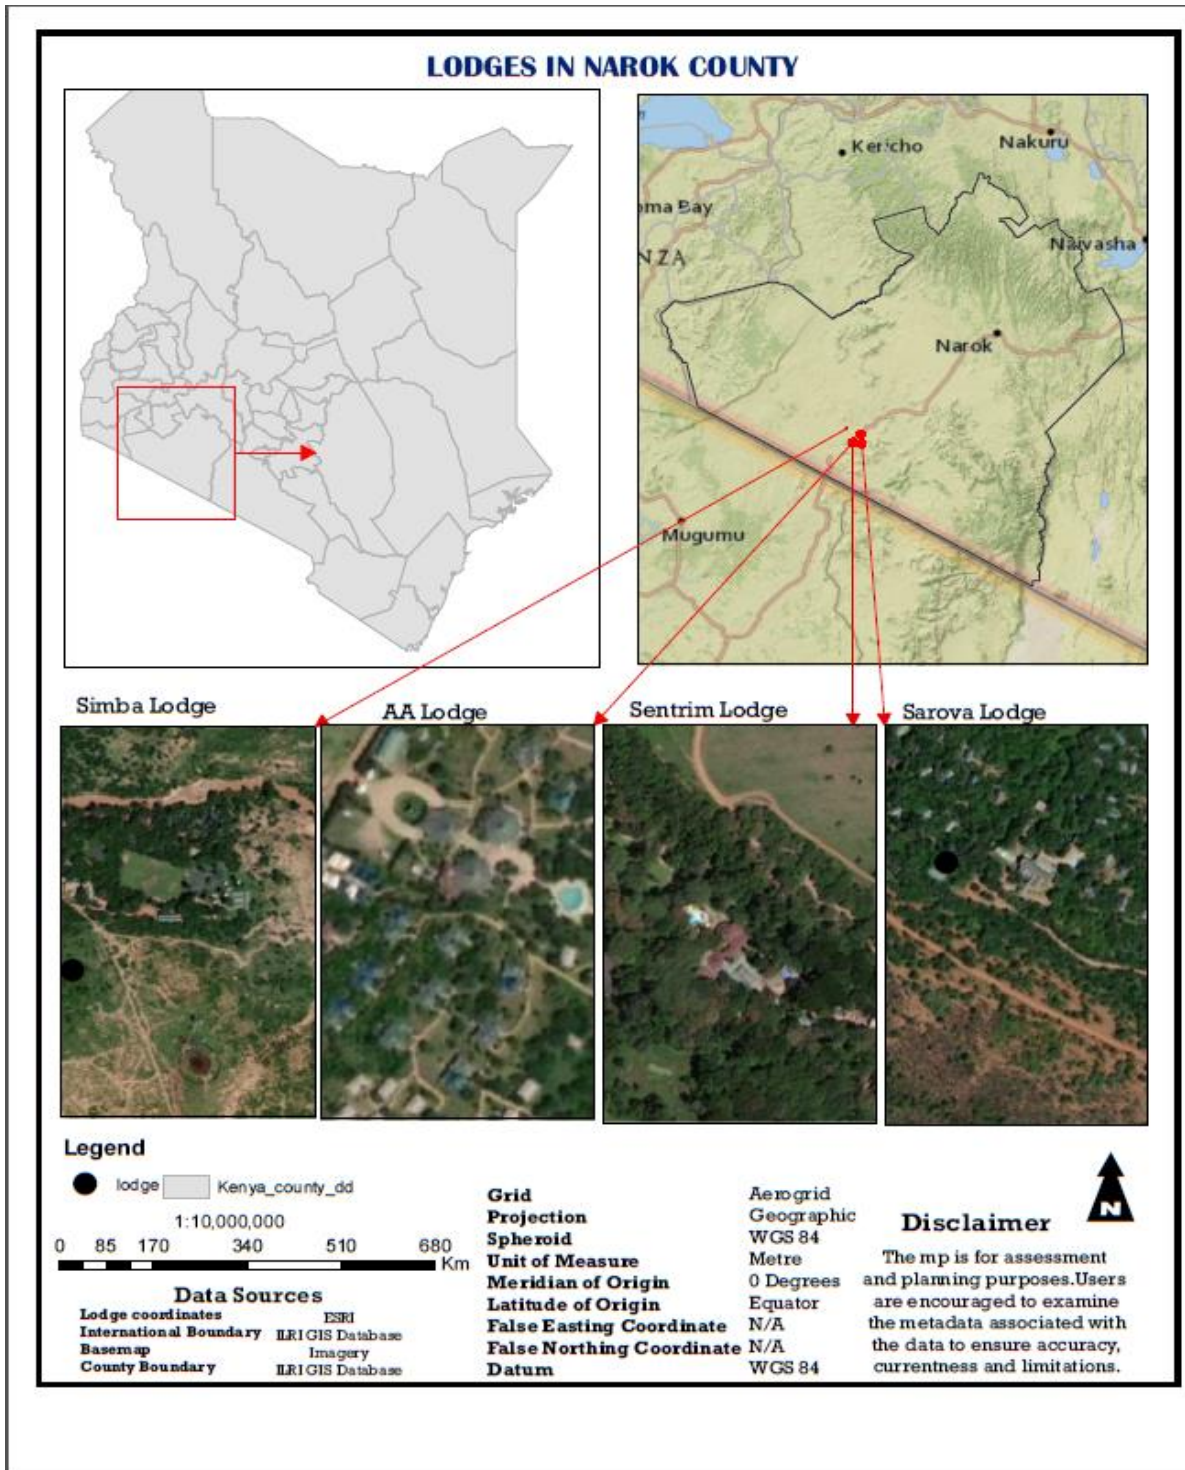 LODGES IN NAROK COUNTY
Kericho
Nakuru
oma Bay
Naivasha
NZA
Narok
Mugumu
Simba Lodge
AA Lodge
Sentrim Lodge
Sarova Lodge
Legend
lodge
Kenya_county_dd
1:10,000,000
0 85 170 340 510 680
Km
Data Sources
Lodge coordinates ESRI
International Boundary ILRI GIS Database
Basemap Imagery
County Boundary ILRI GIS Database
Grid Aerogrid
Projection Geographic
Spheroid WGS 84
Unit of Measure Metre
Meridian of Origin 0 Degrees
Latitude of Origin Equator
False Easting Coordinate N/A
False Northing Coordinate N/A
Datum WGS 84
N
Disclaimer
The mp is for assessment
and planning purposes.Users
are encouraged to examine
the metadata associated with
the data to ensure accuracy,
currentness and limitations.